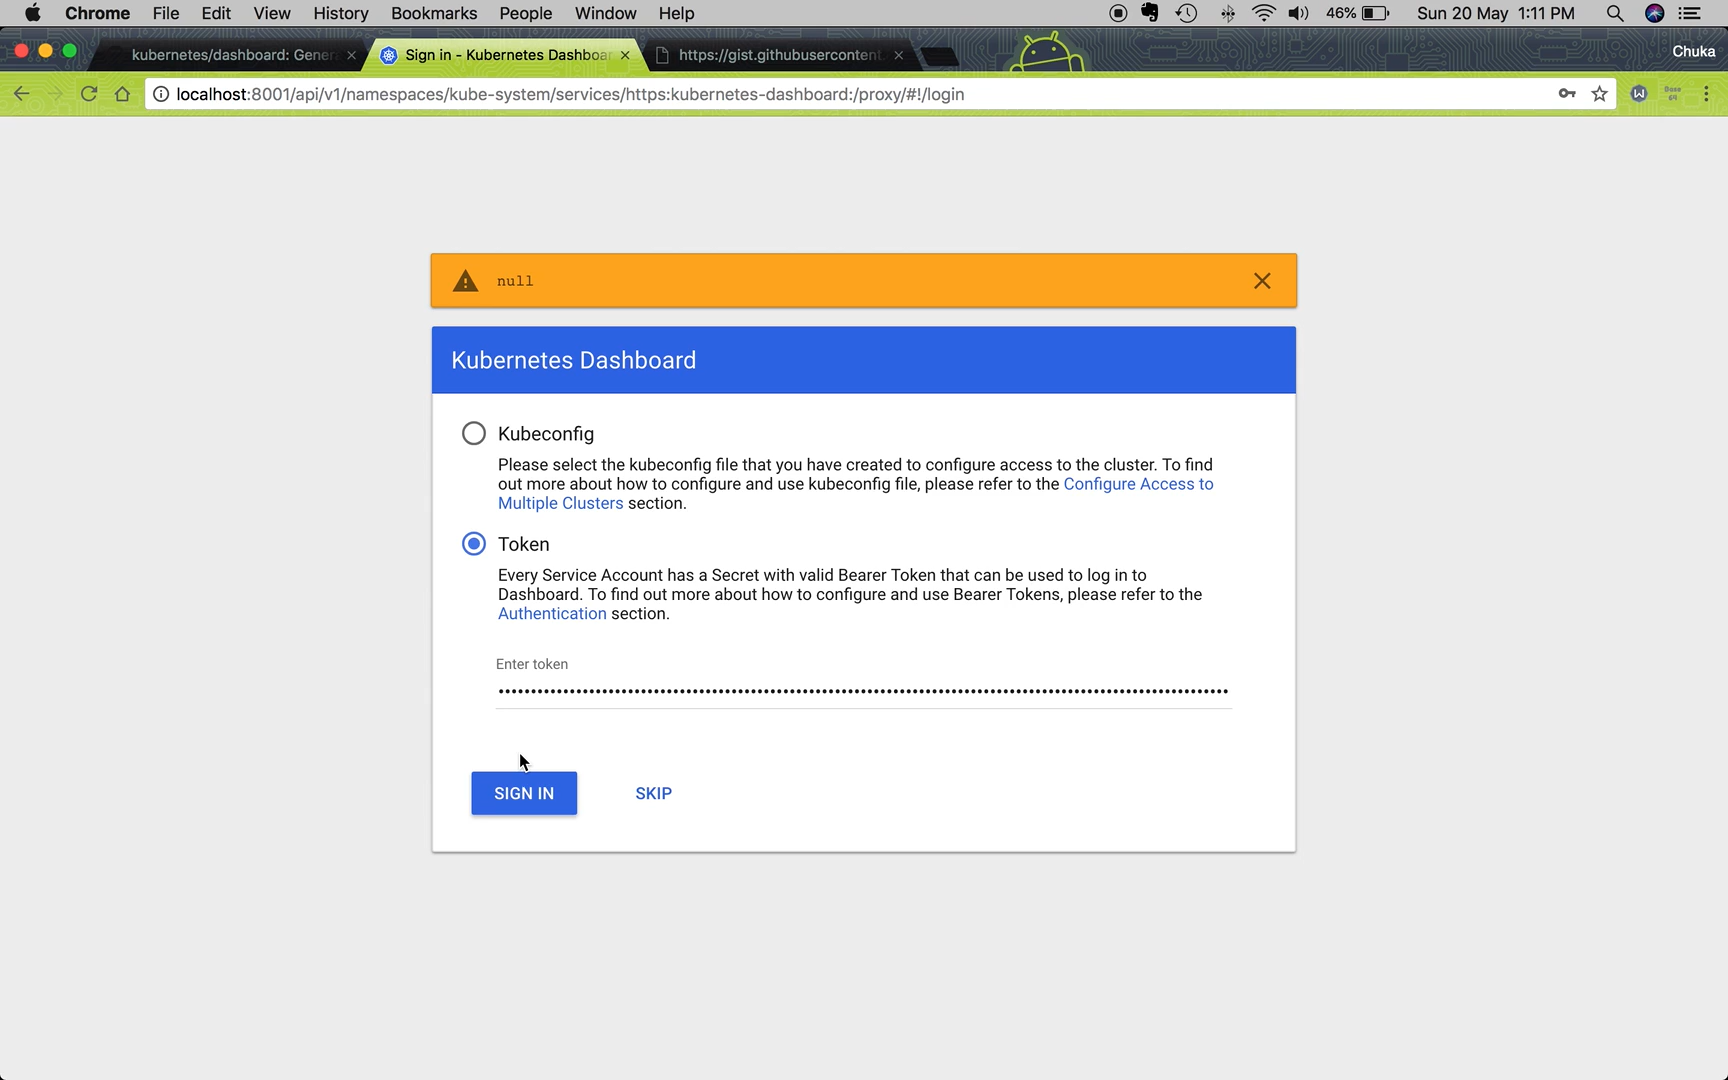 Chrome File Edit View History Bookmarks People Window Help 46% Sun 20 May 1:11 PM
kubernetes/dashboard: Gener Sign in - Kubernetes Dashboar https://gist.githubusercontent. Chuka
localhost:8001/api/v1/namespaces/kube-system/services/https:kubernetes-dashboard:/proxy/#!/login
null
Kubernetes Dashboard
Kubeconfig
Please select the kubeconfig file that you have created to configure access to the cluster. To find
out more about how to configure and use kubeconfig file, please refer to the Configure Access to
Multiple Clusters section.
Token
Every Service Account has a Secret with valid Bearer Token that can be used to log in to
Dashboard. To find out more about how to configure and use Bearer Tokens, please refer to the
Authentication section.
Enter token
SIGN IN SKIP